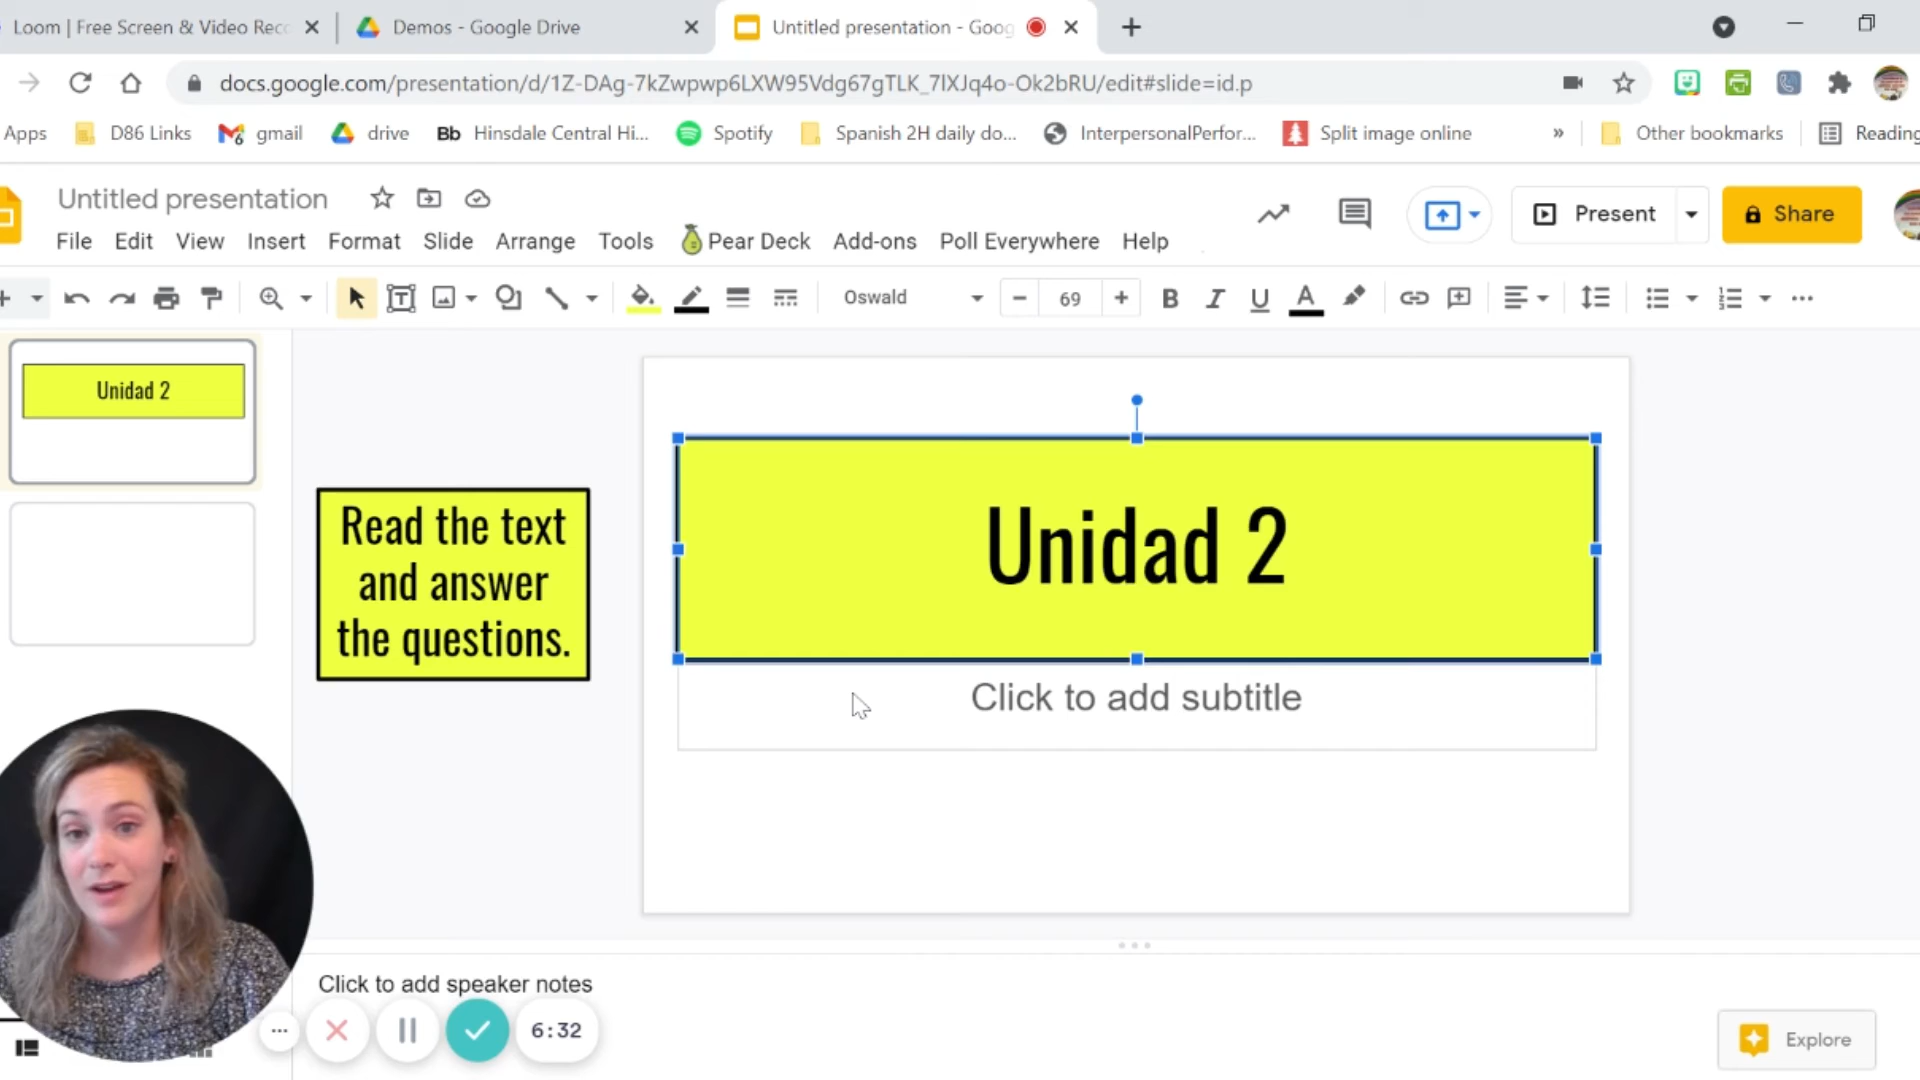 Loom | Free Screen & Video Reco
Demos - Google Drive
Untitled presentation - Goog
docs.google.com/presentation/d/1Z-DAg-7kZwpwp6LXW95Vdg67gTLK_7lXJq4o-Ok2bRU/edit#slide=id.p
Apps
D86 Links
gmail
drive
Bb Hinsdale Central Hi...
Spotify
Spanish 2H daily do...
InterpersonalPerfor...
Split image online
»
Other bookmarks
Reading
Untitled presentation
Present
Share
File Edit View Insert Format Slide Arrange Tools Pear Deck Add-ons Poll Everywhere Help
Oswald
69
B I U A
Unidad 2
Read the text
and answer
the questions.
Unidad 2
Click to add subtitle
Click to add speaker notes
6:32
Explore